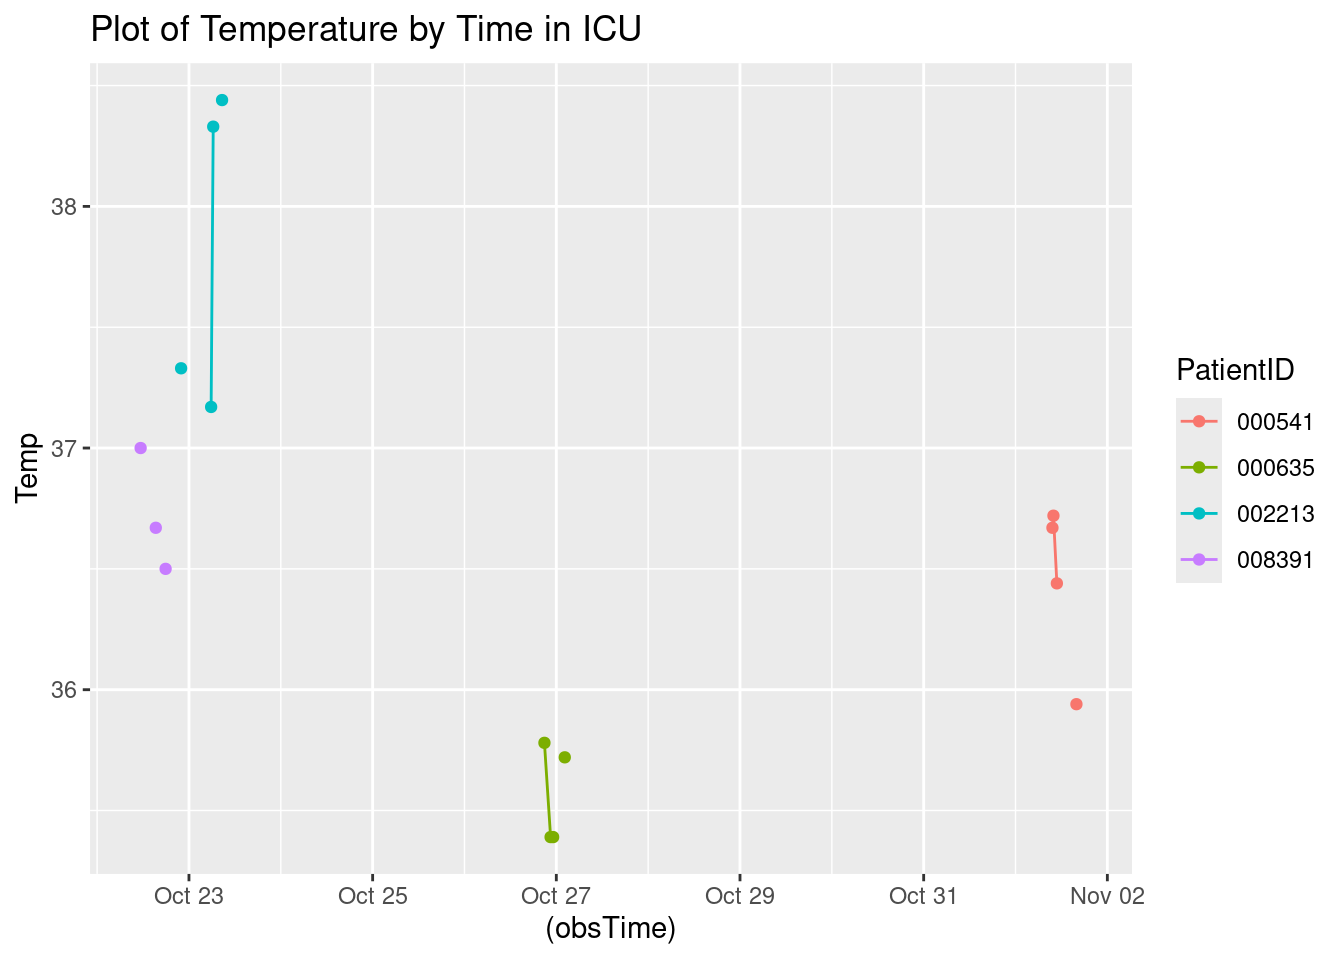 Plot of Temperature by Time in ICU
38
37
36
Temp
Oct 23 Oct 25 Oct 27 Oct 29 Oct 31 Nov 02
(obsTime)
PatientID
000541
000635
002213
008391